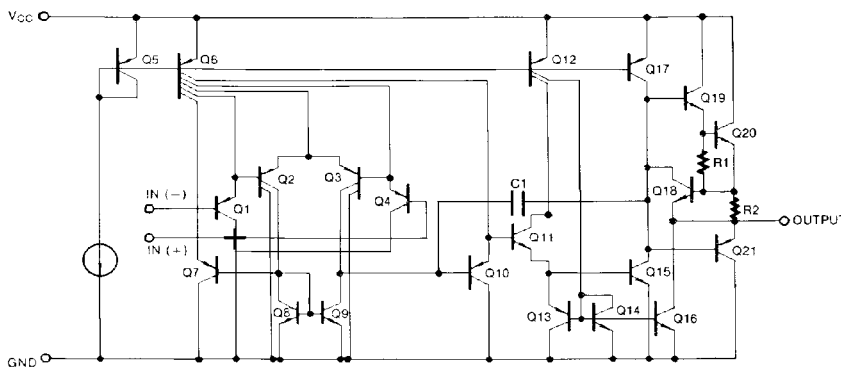 VCC
Q5
Q6
Q12
Q17
Q19
Q20
R1
Q2
Q3
Q4
C1
Q18
R2
IN (−)
Q1
OUTPUT
IN (+)
Q11
Q21
Q7
Q10
Q15
Q8
Q9
Q13
Q14
Q16
GND